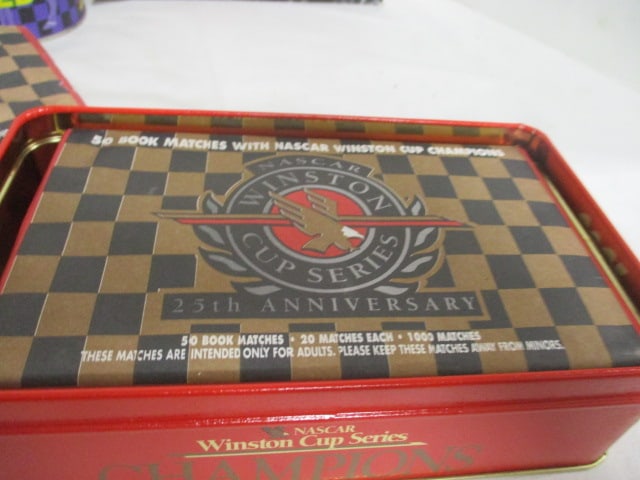 50 BOOK MATCHES WITH NASCAR WINSTON CUP CHAMPIONS
NASCAR
WINSTON
CUP SERIES
25th ANNIVERSARY
50 BOOK MATCHES • 20 MATCHES EACH • 1000 MATCHES
THESE MATCHES ARE INTENDED ONLY FOR ADULTS. PLEASE KEEP THESE MATCHES AWAY FROM MINORS.
NASCAR
Winston Cup Series
CHAMPIONS